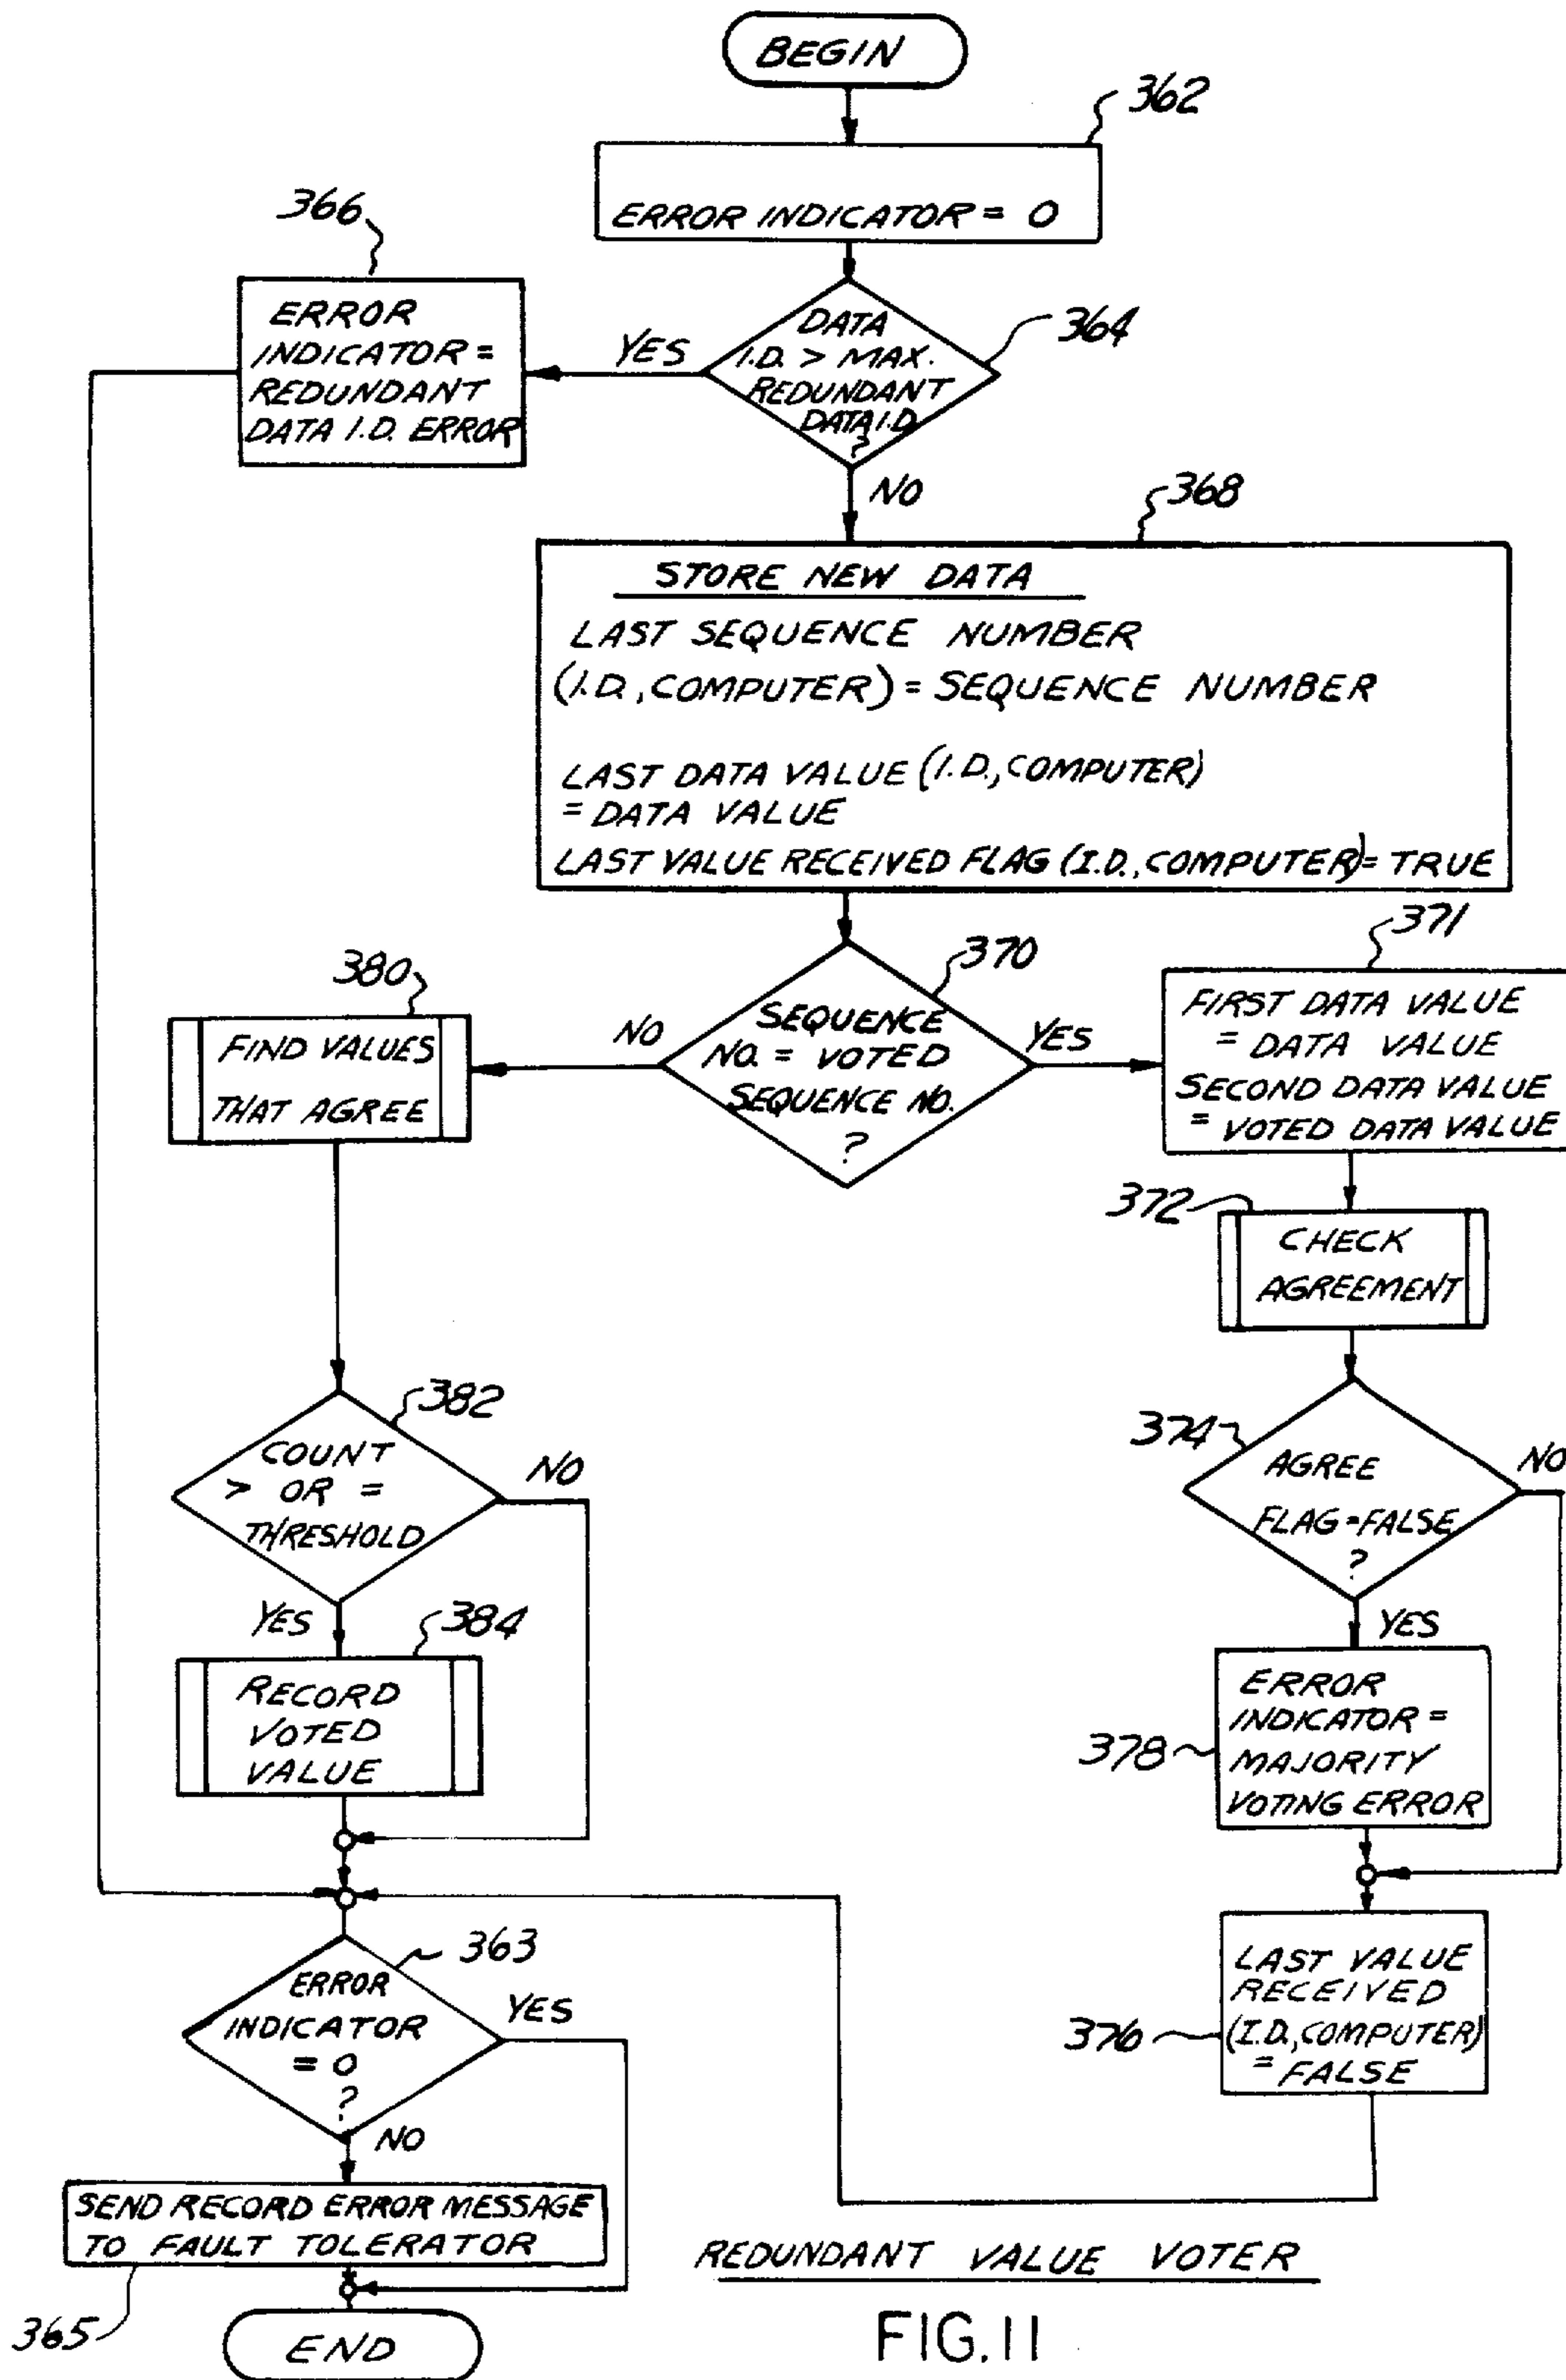 BEGIN
362
ERROR INDICATOR = 0
366
ERROR
INDICATOR =
REDUNDANT
DATA I.D. ERROR
YES
DATA
I.D. > MAX.
REDUNDANT
DATA I.D.
?
364
NO
368
STORE NEW DATA
LAST SEQUENCE NUMBER
(I.D., COMPUTER) = SEQUENCE NUMBER
LAST DATA VALUE (I.D., COMPUTER)
= DATA VALUE
LAST VALUE RECEIVED FLAG (I.D., COMPUTER) = TRUE
380
FIND VALUES
THAT AGREE
NO
370
SEQUENCE
NO. = VOTED
SEQUENCE NO.
?
YES
371
FIRST DATA VALUE
= DATA VALUE
SECOND DATA VALUE
= VOTED DATA VALUE
372
CHECK
AGREEMENT
382
COUNT
> OR =
THRESHOLD
NO
YES
374
AGREE
FLAG = FALSE
?
NO
YES
384
RECORD
VOTED
VALUE
378
ERROR
INDICATOR =
MAJORITY
VOTING ERROR
363
ERROR
INDICATOR
= 0
?
YES
NO
376
LAST VALUE
RECEIVED
(I.D., COMPUTER)
= FALSE
SEND RECORD ERROR MESSAGE
TO FAULT TOLERATOR
365
END
REDUNDANT VALUE VOTER
FIG. 11